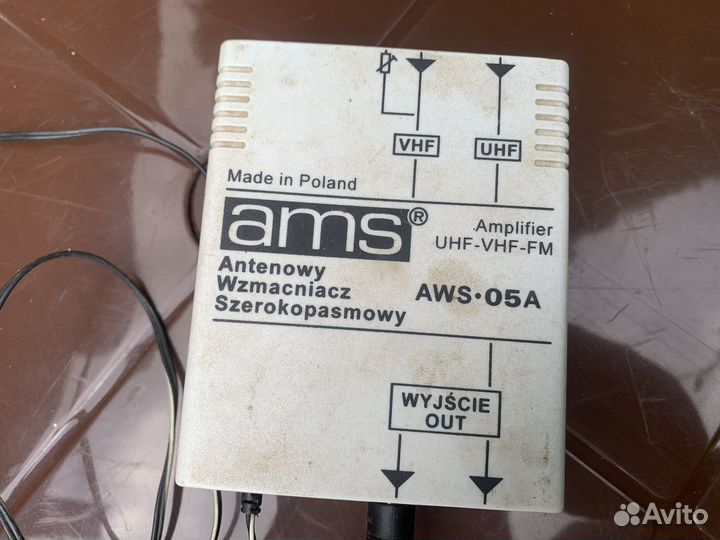 VHF UHF
Made in Poland
ams®
Amplifier
UHF-VHF-FM
Antenowy
Wzmacniacz
Szerokopasmowy
AWS•05A
WYJŚCIE
OUT
Avito